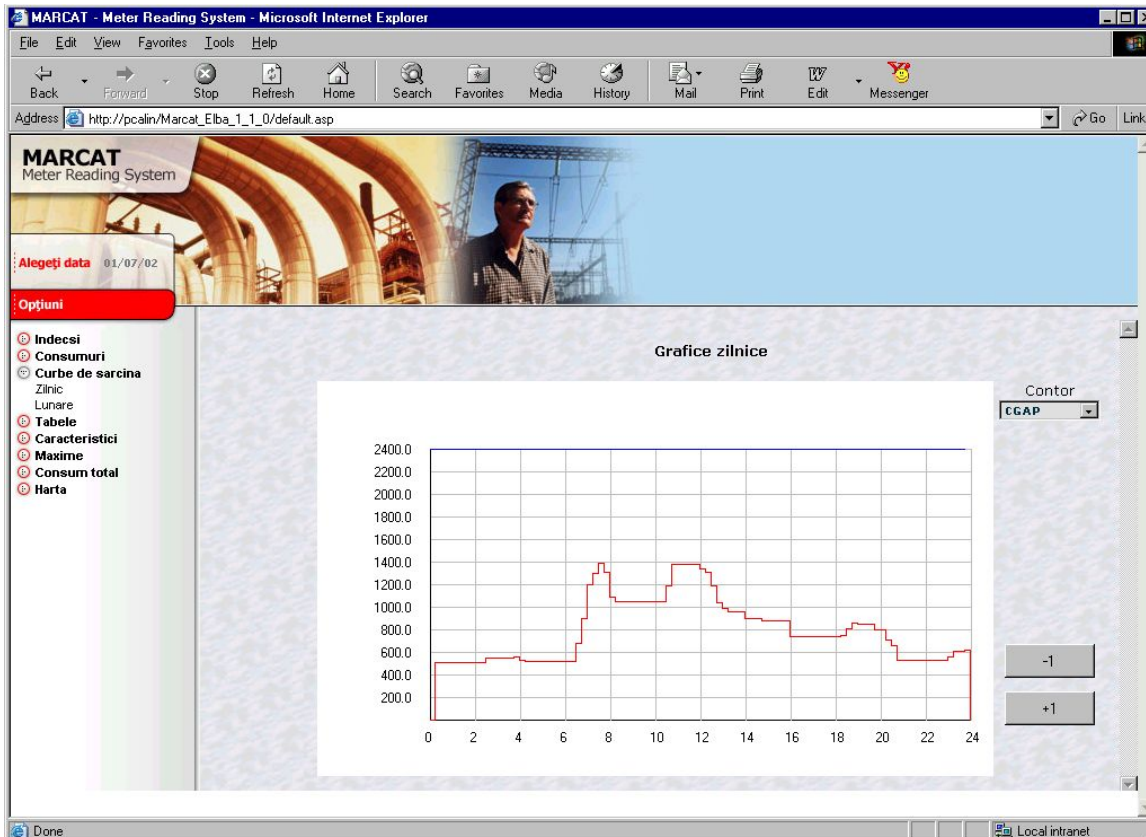 MARCAT - Meter Reading System - Microsoft Internet Explorer
File Edit View Favorites Tools Help
Back Forward Stop Refresh Home Search Favorites Media History Mail Print Edit Messenger
Address http://pcalin/Marcat_Elba_1_1_0/default.asp Go Link
MARCAT
Meter Reading System
Alegeţi data 01/07/02
Opţiuni
Indecsi
Consumuri
Curbe de sarcina
Zilnic
Lunare
Tabele
Caracteristici
Maxime
Consum total
Harta
Grafice zilnice
Contor
CGAP
2400.0
2200.0
2000.0
1800.0
1600.0
1400.0
1200.0
1000.0
800.0
600.0
400.0
200.0
0 2 4 6 8 10 12 14 16 18 20 22 24
-1
+1
Done Local intranet